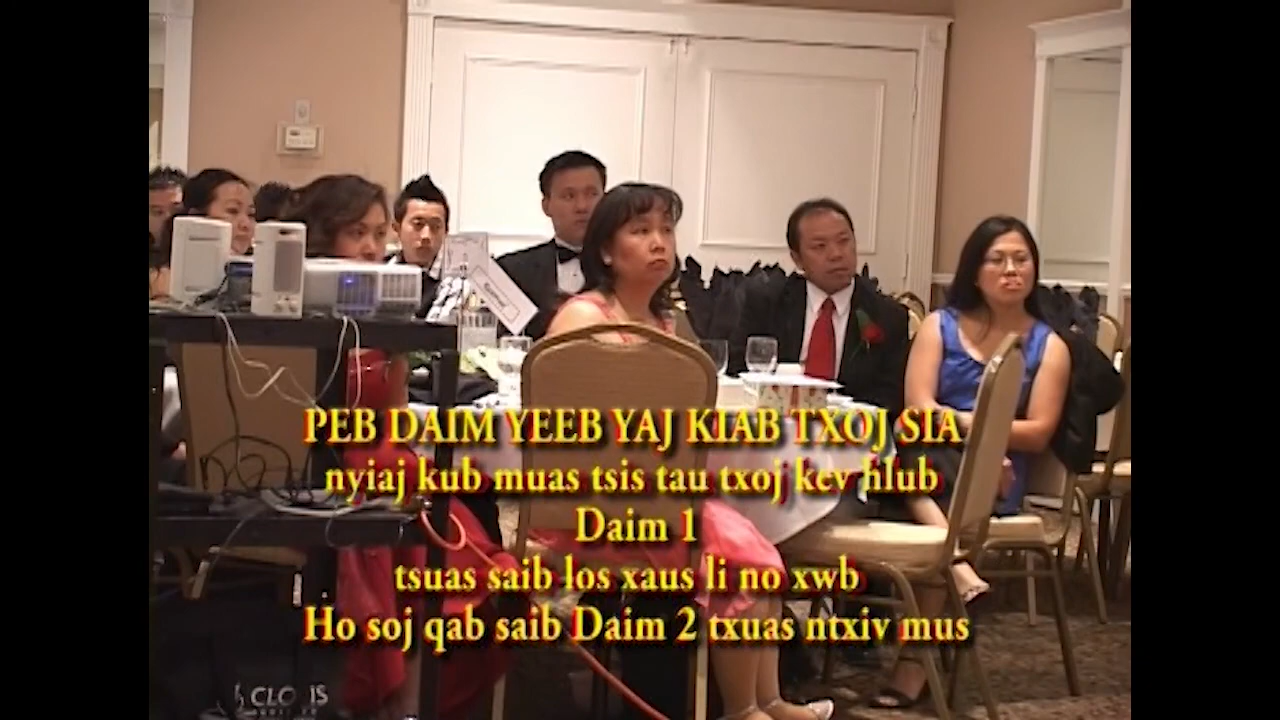 PEB DAIM YEEB YAJ KIAB TXOJ SIA
nyiaj kub muas tsis tau txoj kev hlub
Daim 1
tsuas saib los xaus li no xwb
Ho soj qab saib Daim 2 txuas ntxiv mus